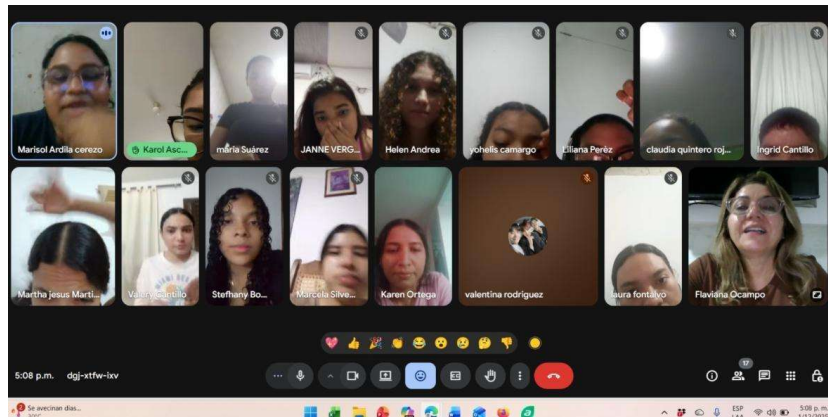 Marisol Ardila cerezo
Karol Asc...
maria Suárez
JANNE VERG...
Helen Andrea
yohelis camargo
Liliana Peréz
claudia quintero roj...
Ingrid Cantillo
Martha jesus Marti...
Valery Cantillo
Stefhany Bo...
Marcela Silve...
Karen Ortega
valentina rodriguez
laura fontalvo
Flaviana Ocampo
17
5:08 p.m.
dgj-xtfw-ixv
Se avecinan días...
ESP
5:08 p.m.